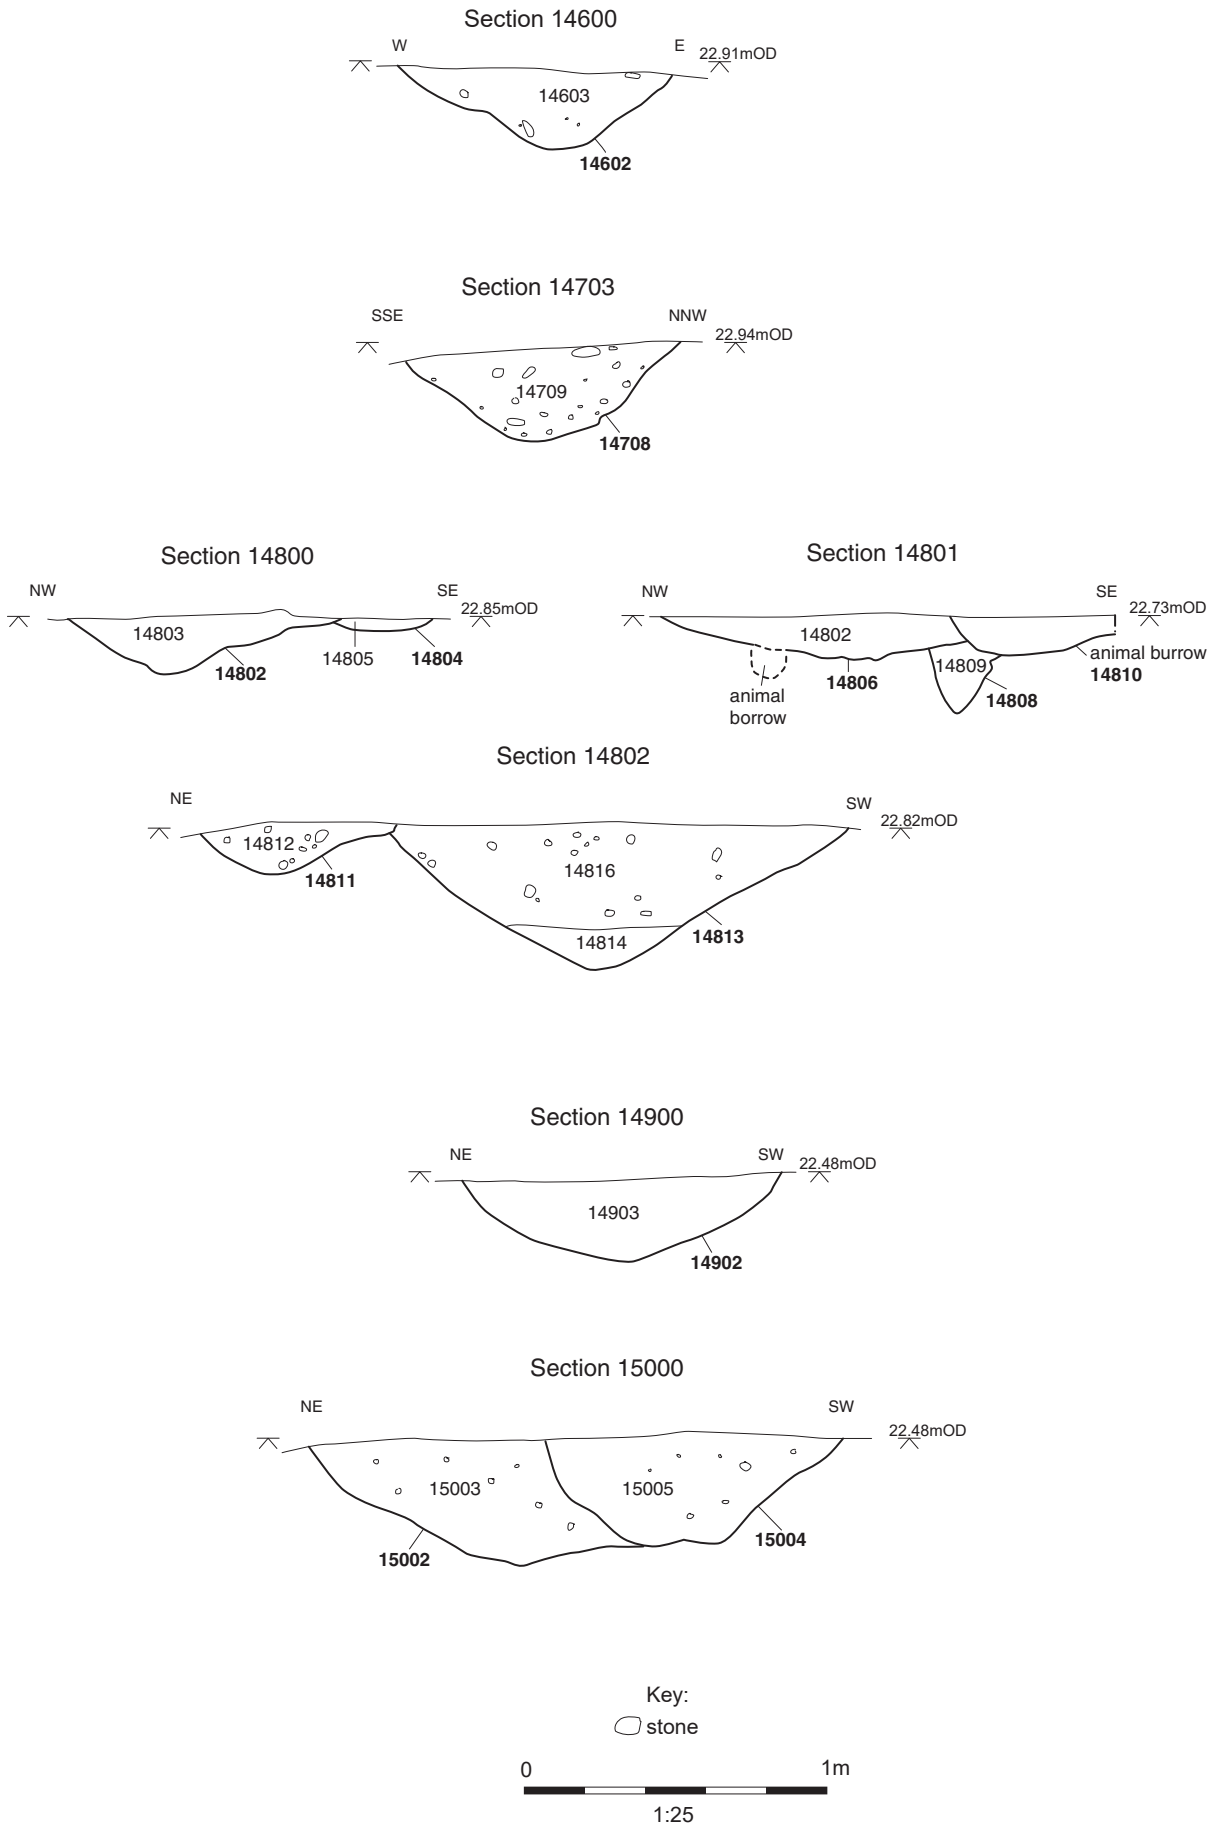 Section 14600
W
E
22.91mOD
14603
14602
Section 14703
SSE
NNW
22.94mOD
14709
14708
Section 14800
NW
SE
22.85mOD
14803
14805
14802
14804
Section 14801
NW
SE
22.73mOD
14802
14809
animal burrow
14810
14806
14808
animal
borrow
Section 14802
NE
SW
22.82mOD
14812
14811
14816
14814
14813
Section 14900
NE
SW
22.48mOD
14903
14902
Section 15000
NE
SW
22.48mOD
15003
15005
15002
15004
Key:
stone
0
1m
1:25